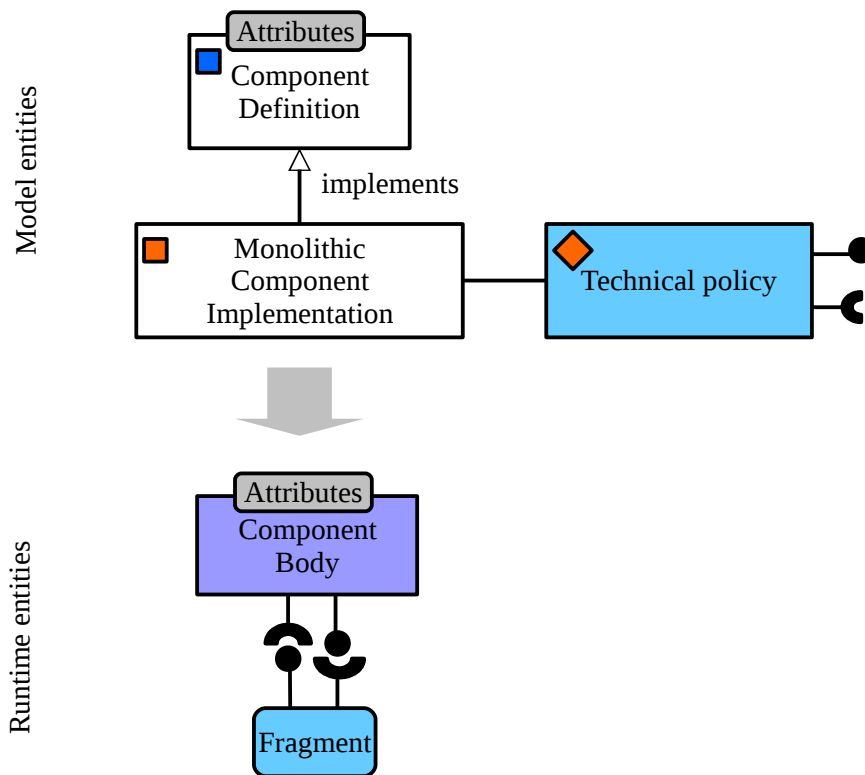 Model entities
Attributes
Component
Definition
implements
Monolithic
Component
Implementation
Technical policy
Runtime entities
Attributes
Component
Body
Fragment